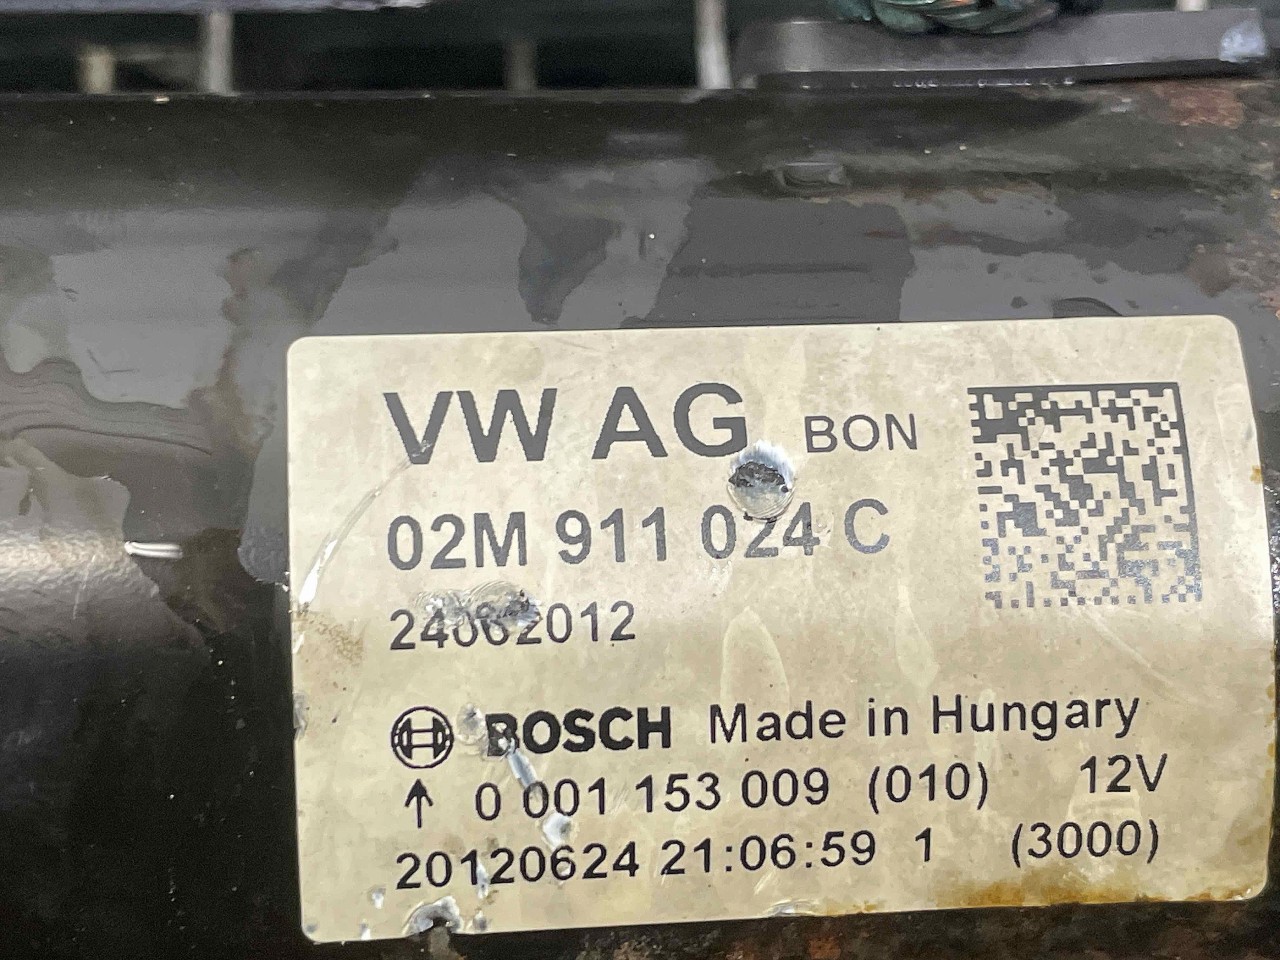 VW AG BON
02M 911 024 C
24062012
BOSCH Made in Hungary
↑ 0 001 153 009 (010) 12V
20120624 21:06:59 1 (3000)